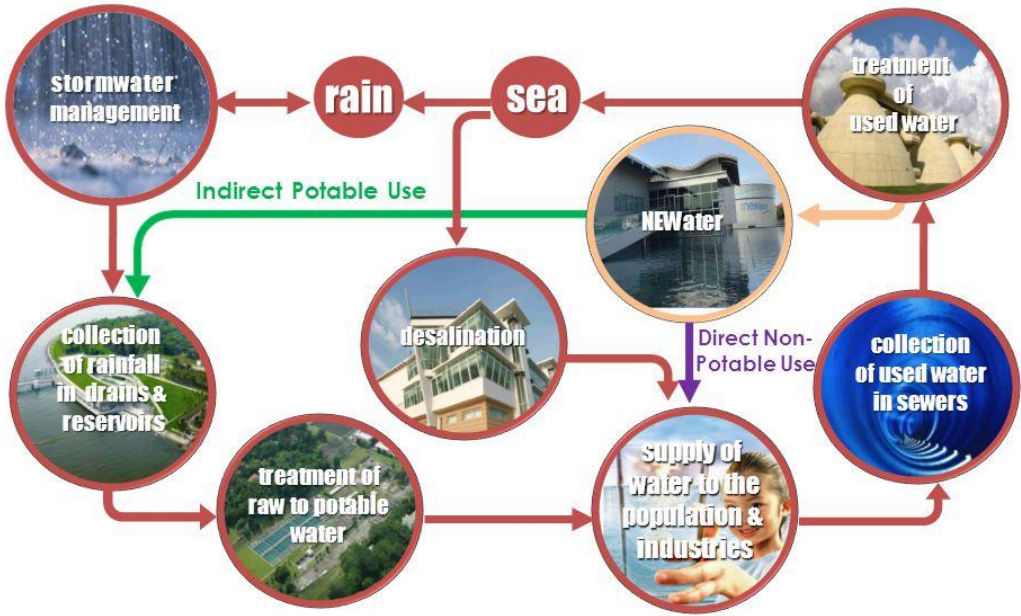 stormwater
management
rain
sea
treatment
of
used water
Indirect Potable Use
NEWater
NEWater
collection
of rainfall
in drains &
reservoirs
desalination
Direct Non-
Potable Use
collection
of used water
in sewers
treatment of
raw to potable
water
supply of
water to the
population &
industries